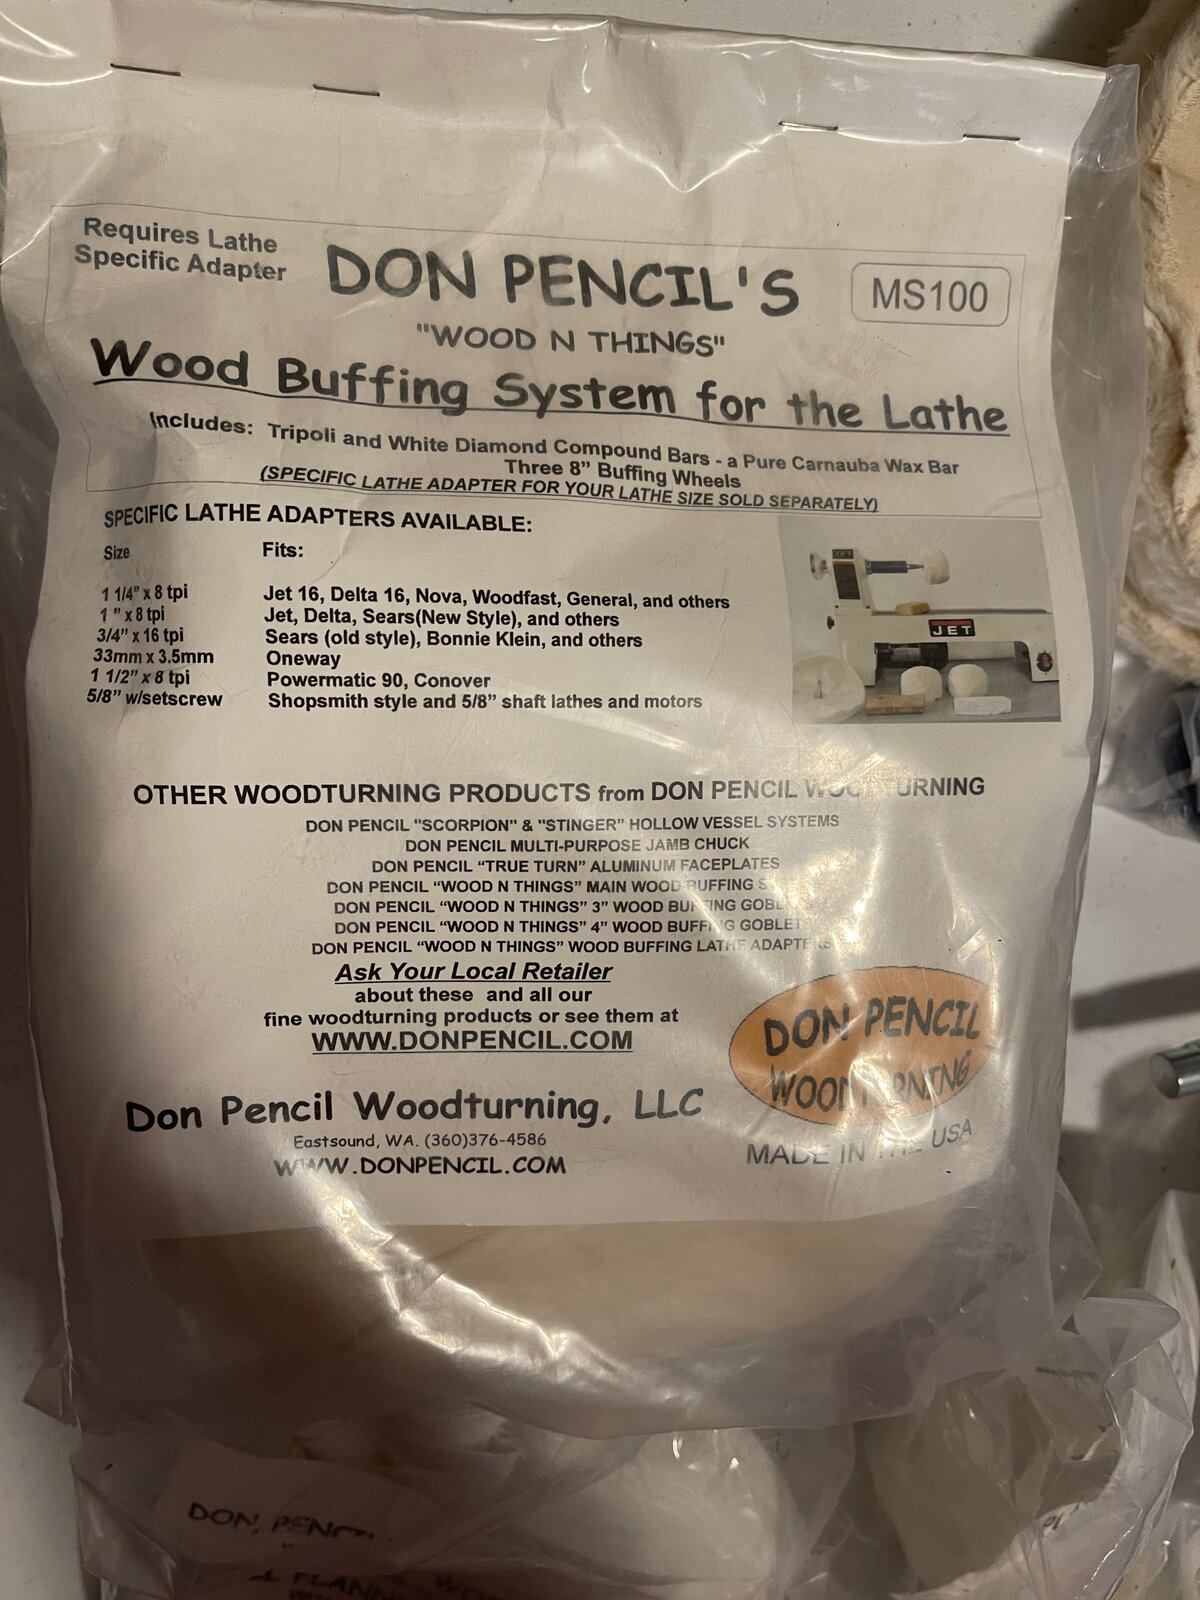 Requires Lathe
Specific Adapter
DON PENCIL'S
MS100
"WOOD N THINGS"
Wood Buffing System for the Lathe
Includes: Tripoli and White Diamond Compound Bars - a Pure Carnauba Wax Bar
Three 8” Buffing Wheels
(SPECIFIC LATHE ADAPTER FOR YOUR LATHE SIZE SOLD SEPARATELY)
SPECIFIC LATHE ADAPTERS AVAILABLE:
Size Fits:
1 1/4” x 8 tpi Jet 16, Delta 16, Nova, Woodfast, General, and others
1 ” x 8 tpi Jet, Delta, Sears(New Style), and others
3/4” x 16 tpi Sears (old style), Bonnie Klein, and others
33mm x 3.5mm Oneway
1 1/2” x 8 tpi Powermatic 90, Conover
5/8” w/setscrew Shopsmith style and 5/8” shaft lathes and motors
JET
OTHER WOODTURNING PRODUCTS from DON PENCIL WOODTURNING
DON PENCIL "SCORPION" & "STINGER" HOLLOW VESSEL SYSTEMS
DON PENCIL MULTI-PURPOSE JAMB CHUCK
DON PENCIL “TRUE TURN” ALUMINUM FACEPLATES
DON PENCIL “WOOD N THINGS” MAIN WOOD BUFFING
DON PENCIL “WOOD N THINGS” 3” WOOD BUFFING GOBLETS
DON PENCIL “WOOD N THINGS” 4” WOOD BUFFING GOBLETS
DON PENCIL “WOOD N THINGS” WOOD BUFFING LATHE ADAPTERS
Ask Your Local Retailer
about these and all our
fine woodturning products or see them at
WWW.DONPENCIL.COM
DON PENCIL
WOODTURNING
MADE IN THE USA
Don Pencil Woodturning, LLC
Eastsound, WA. (360)376-4586
WWW.DONPENCIL.COM
DON